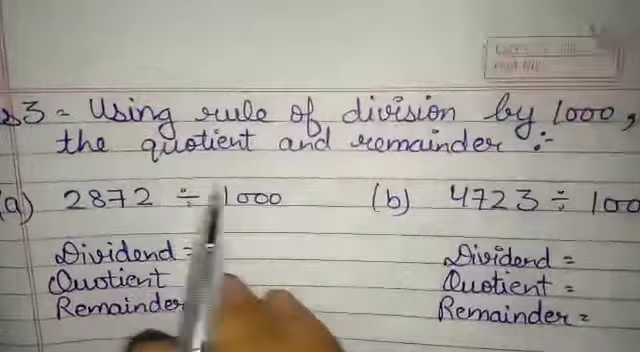 3 = Using rule of division by 1000,
the quotient and remainder :-
(a) 2872 ÷ 1000 (b) 4723 ÷ 100
Dividend = Dividend =
Quotient Quotient =
Remainder Remainder =